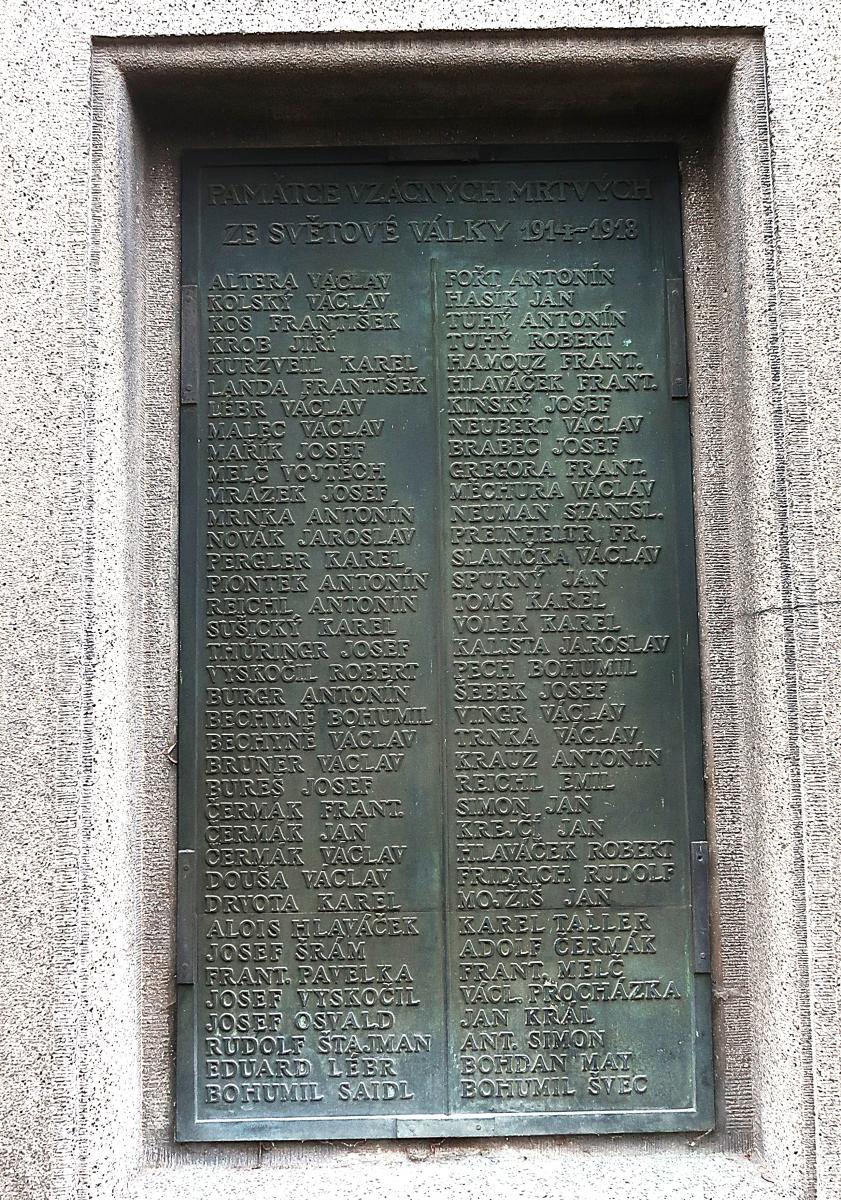 PAMÁTCE VZÁCNÝCH MRTVÝCH
ZE SVĚTOVÉ VÁLKY 1914-1918
ALTERA VÁCLAV
KOLSKÝ VÁCLAV
KOS FRANTIŠEK
KROB JIŘÍ
KURZVEIL KAREL
LANDA FRANTIŠEK
LÉBR VÁCLAV
MALEC VÁCLAV
MAŘÍK JOSEF
MELČ VOJTĚCH
MRÁZEK JOSEF
MRNKA ANTONÍN
NOVÁK JAROSLAV
PERGLER KAREL
PIONTEK ANTONÍN
REICHL ANTONÍN
SUŠICKÝ KAREL
THÜRINGR JOSEF
VYSKOČIL ROBERT
BURGR ANTONÍN
BECHYNĚ BOHUMIL
BECHYNĚ VÁCLAV
BRUNER VÁCLAV
BUREŠ JOSEF
ČERMÁK FRANT.
ČERMÁK JAN
ČERMÁK VÁCLAV
DOUŠA VÁCLAV
DRVOTA KAREL
ALOIS HLAVÁČEK
JOSEF ŠRÁM
FRANT. PAVELKA
JOSEF VYSKOČIL
JOSEF OSVALD
RUDOLF ŠTAJMAN
EDUARD LÉBR
BOHUMIL SAIDL
FOŘT ANTONÍN
HASÍK JAN
TUHÝ ANTONÍN
TUHÝ ROBERT
HAMOUZ FRANT.
HLAVÁČEK FRANT.
KINSKÝ JOSEF
NEUBERT VÁCLAV
BRABEC JOSEF
GREGORA FRANT.
MĚCHURA VÁCLAV
NEUMAN STANISL.
PREINHELTR FR.
SLANIČKA VÁCLAV
SPURNÝ JAN
TOMS KAREL
VOLEK KAREL
KALISTA JAROSLAV
PECH BOHUMIL
ŠEBEK JOSEF
VINGR VÁCLAV
TRNKA VÁCLAV
KRAUZ ANTONÍN
REICHL EMIL
SIMON JAN
KREJČÍ JAN
HLAVÁČEK ROBERT
FRIDRICH RUDOLF
MOJŽÍŠ JAN
KAREL TALLER
ADOLF ČERMÁK
FRANT. MELČ
VÁCL. PROCHÁZKA
JAN KRÁL
ANT. SIMON
BOHDAN MAY
BOHUMIL ŠVEC